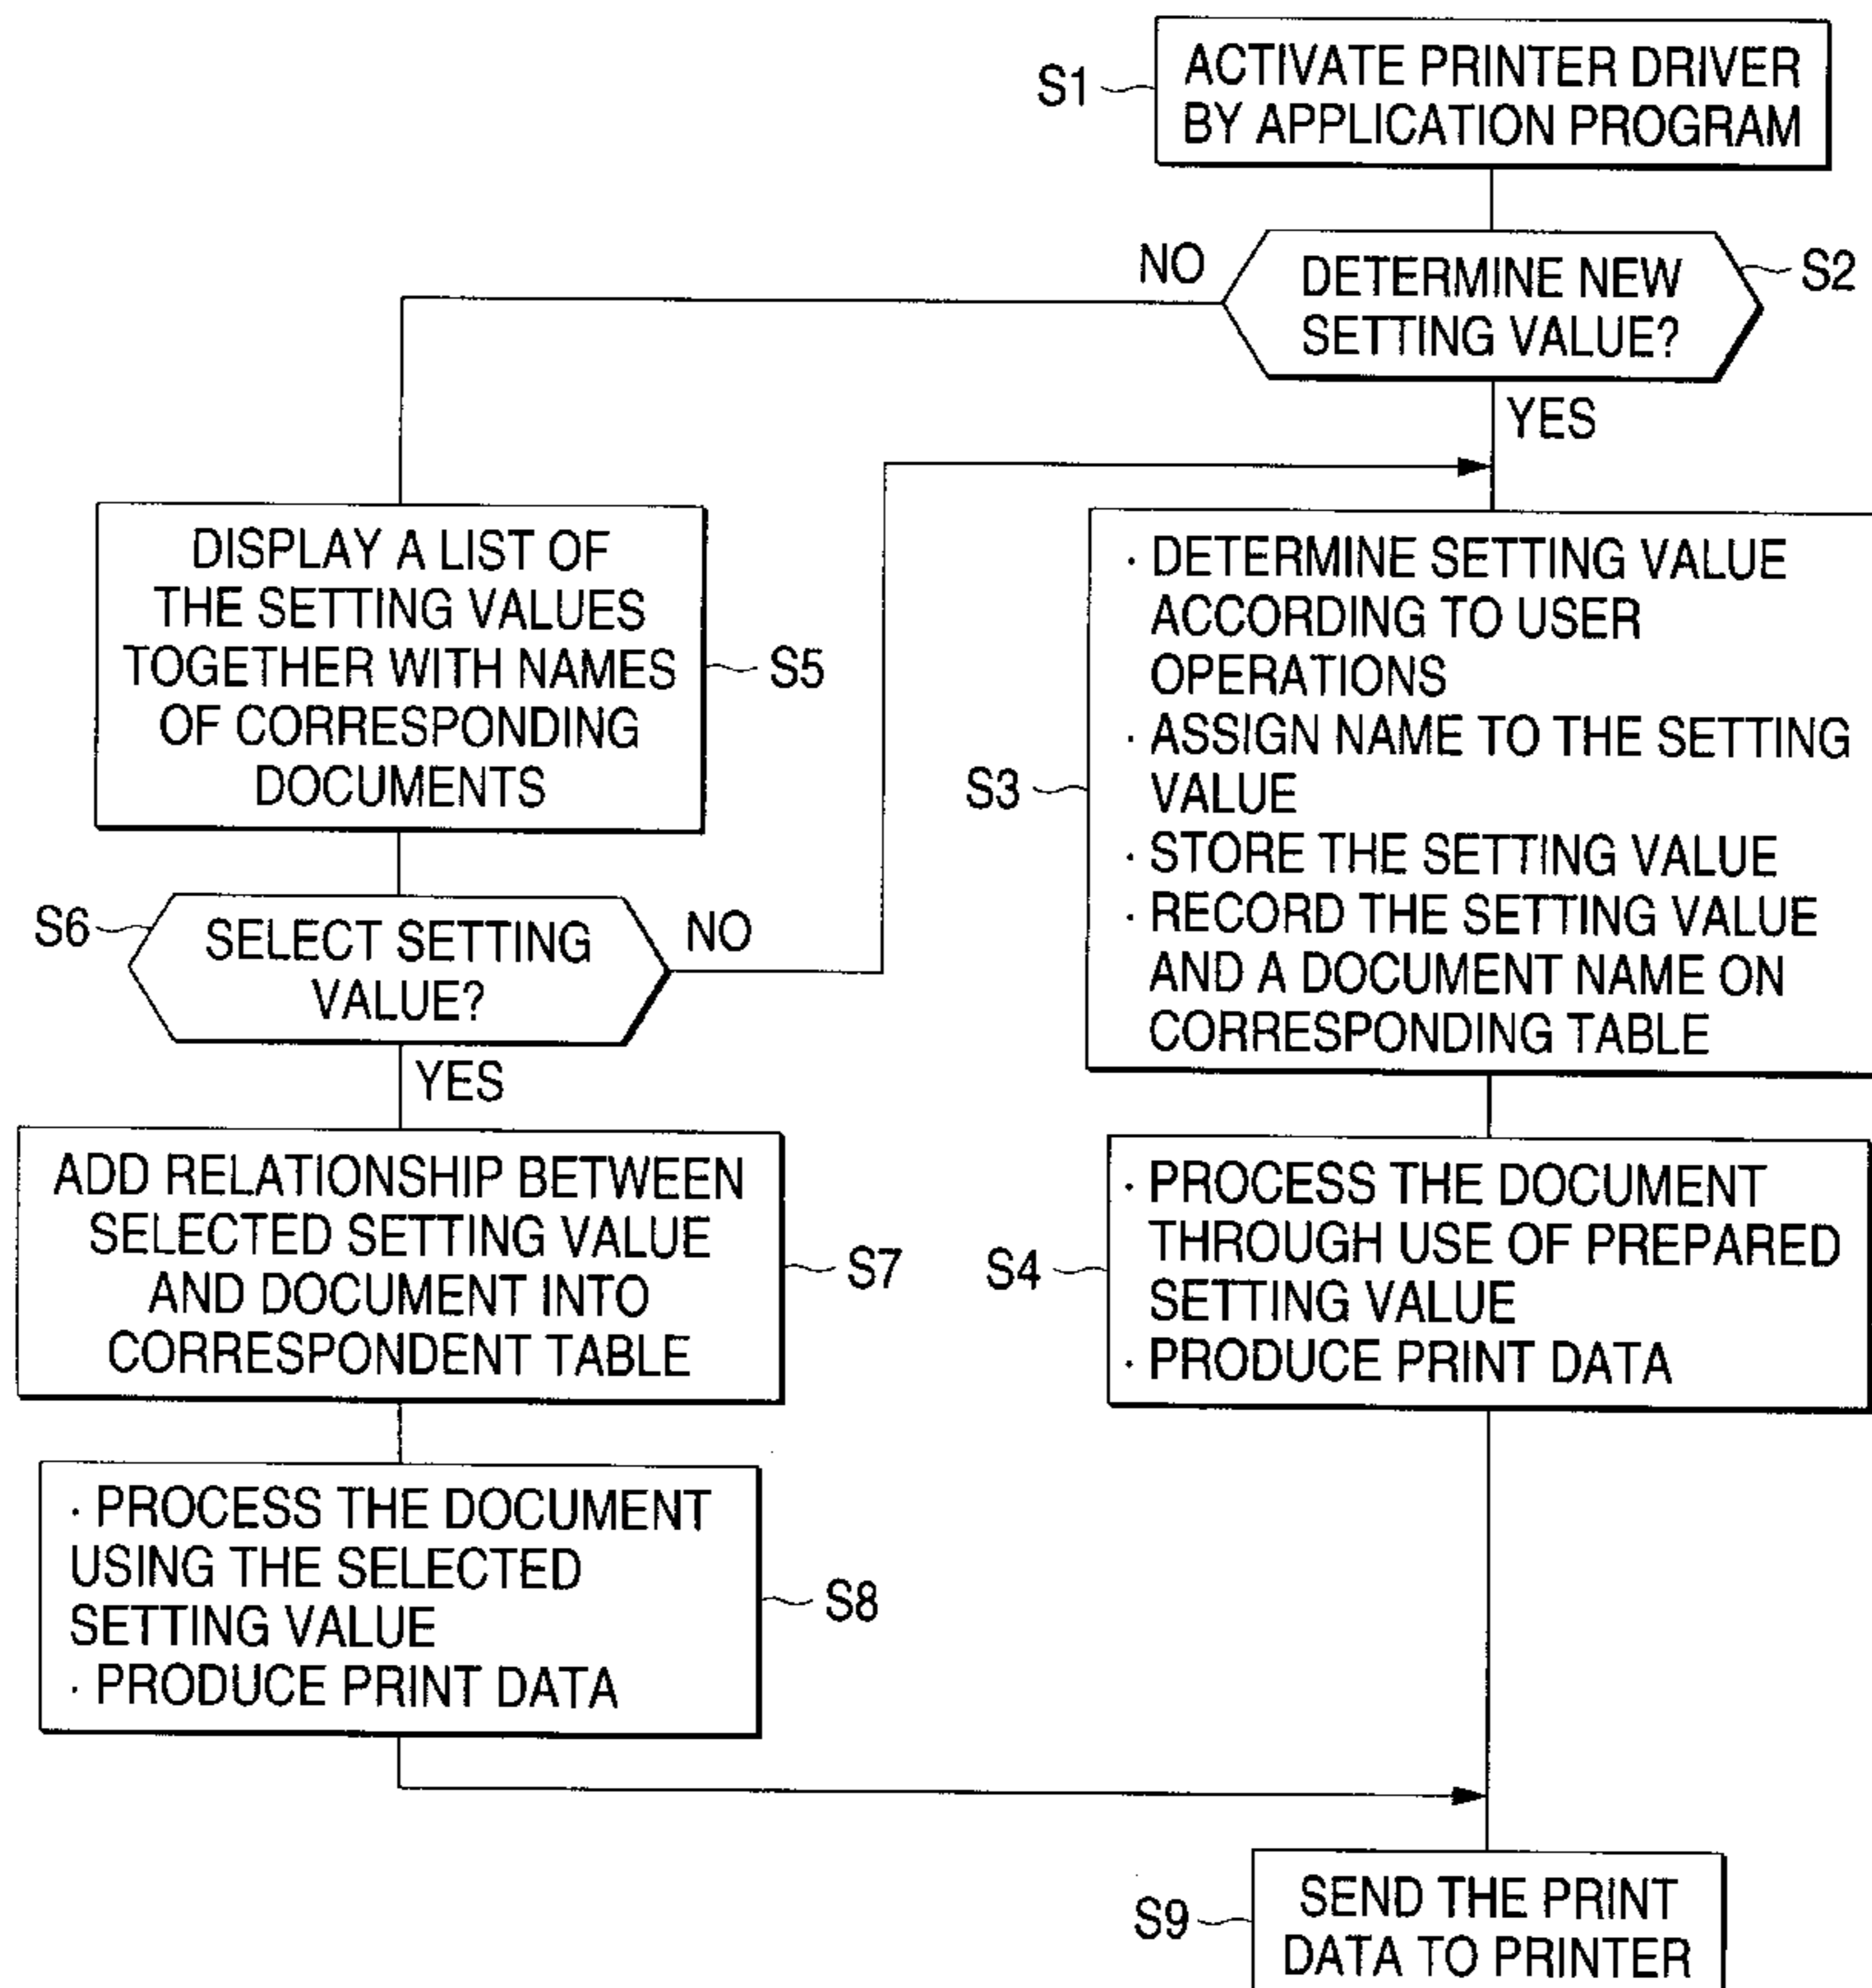 S1
ACTIVATE PRINTER DRIVER
BY APPLICATION PROGRAM
NO
DETERMINE NEW
SETTING VALUE?
S2
YES
S3
· DETERMINE SETTING VALUE
ACCORDING TO USER
OPERATIONS
· ASSIGN NAME TO THE SETTING
VALUE
· STORE THE SETTING VALUE
· RECORD THE SETTING VALUE
AND A DOCUMENT NAME ON
CORRESPONDING TABLE
S4
· PROCESS THE DOCUMENT
THROUGH USE OF PREPARED
SETTING VALUE
· PRODUCE PRINT DATA
DISPLAY A LIST OF
THE SETTING VALUES
TOGETHER WITH NAMES
OF CORRESPONDING
DOCUMENTS
S5
S6
SELECT SETTING
VALUE?
NO
YES
ADD RELATIONSHIP BETWEEN
SELECTED SETTING VALUE
AND DOCUMENT INTO
CORRESPONDENT TABLE
S7
· PROCESS THE DOCUMENT
USING THE SELECTED
SETTING VALUE
· PRODUCE PRINT DATA
S8
S9
SEND THE PRINT
DATA TO PRINTER